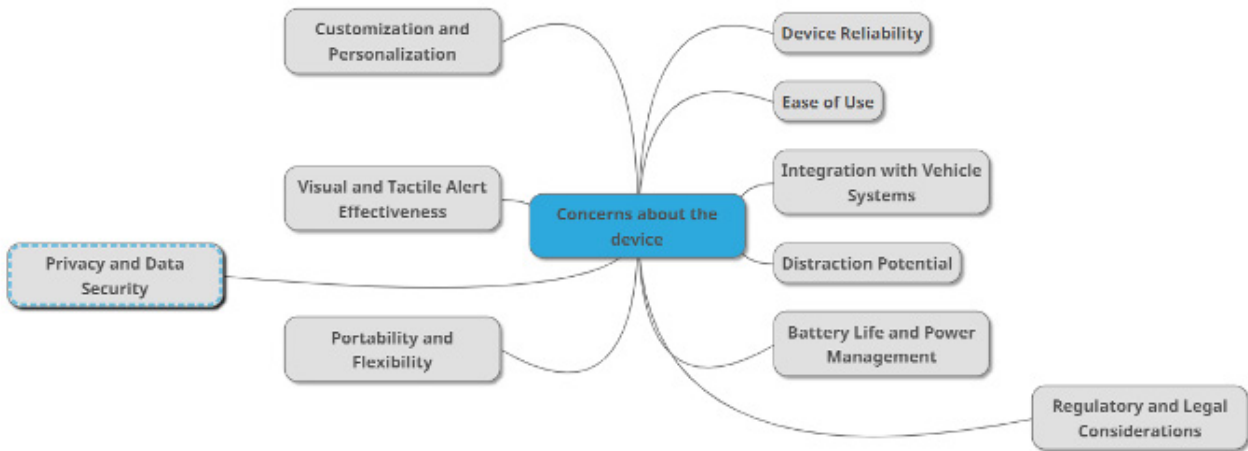 Customization and
Personalization
Device Reliability
Ease of Use
Visual and Tactile Alert
Effectiveness
Integration with Vehicle
Systems
Concerns about the
device
Privacy and Data
Security
Distraction Potential
Portability and
Flexibility
Battery Life and Power
Management
Regulatory and Legal
Considerations